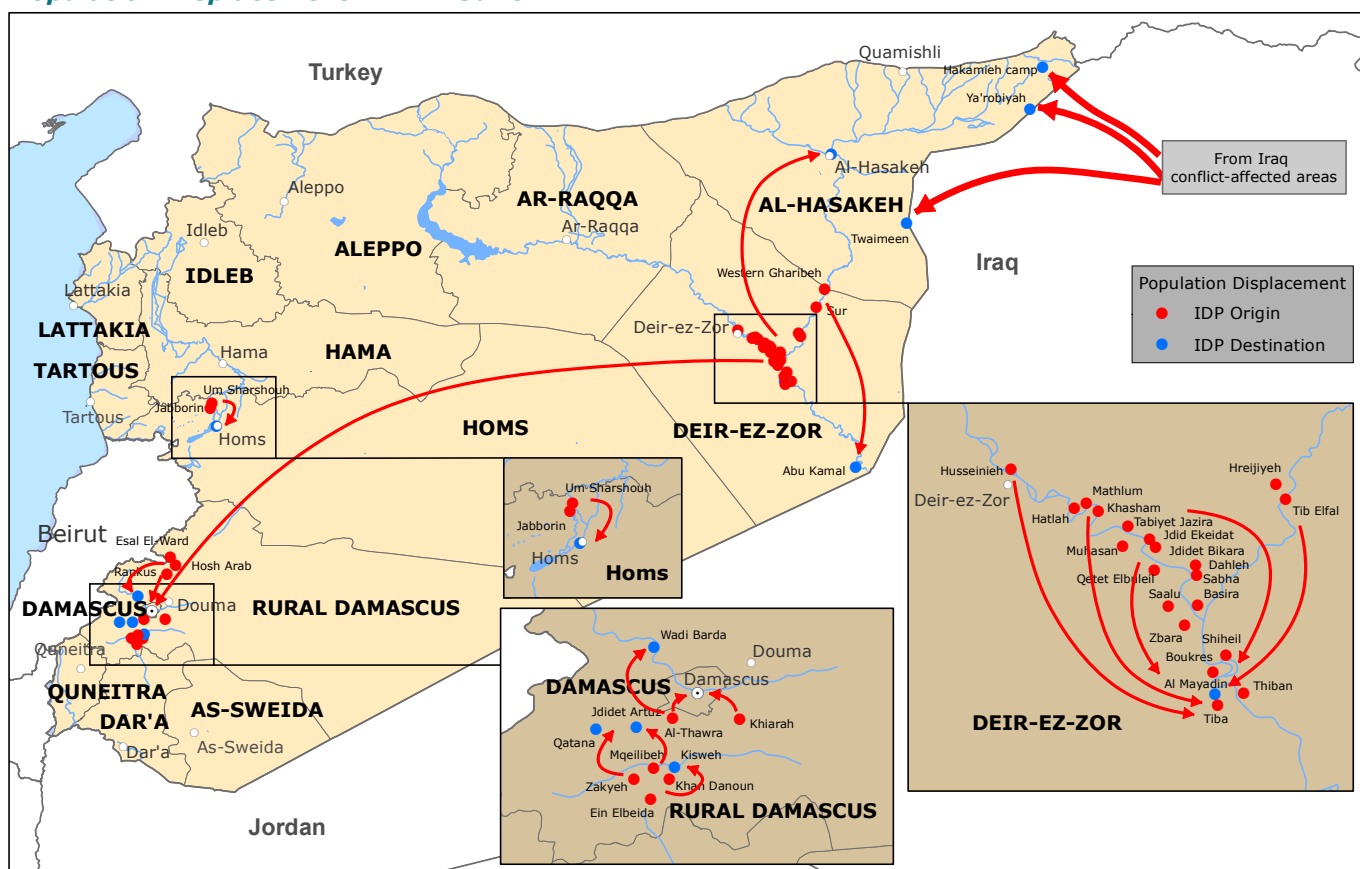 Turkey
Quamishli
Hakamieh camp
Ya'robiyah
From Iraq
conflict-affected areas
Al-Hasakeh
Aleppo
AR-RAQQA
AL-HASAKEH
Idleb
Ar-Raqqa
Twaimeen
ALEPPO
Iraq
IDLEB
Western Gharibeh
Population Displacement
Lattakia
Sur
IDP Origin
LATTAKIA
Deir-ez-Zor
IDP Destination
Hama
HAMA
TARTOUS
Um Sharshouh
Jabborin
Tartous
Homs
HOMS
DEIR-EZ-ZOR
Abu Kamal
Husseinieh
Hreijiyeh
Deir-ez-Zor
Mathlum
Tib Elfal
Hatlah
Khasham
Tabiyet Jazira
Jdid Ekeidat
Muhasan
Jdidet Bikara
Dahleh
Qetet Elbuleil
Sabha
Saalu
Basira
Zbara
Shiheil
Boukres
Al Mayadin
Thiban
Tiba
DEIR-EZ-ZOR
Um Sharshouh
Jabborin
Homs
Homs
Beirut
Esal El-Ward
Rankus
Hosh Arab
DAMASCUS
Douma
RURAL DAMASCUS
Quneitra
QUNEITRA
DAR'A
AS-SWEIDA
As-Sweida
Dar'a
Jordan
Wadi Barda
Douma
DAMASCUS
Damascus
Jdidet Artuz
Qatana
Al-Thawra
Khiarah
Mqeilibeh
Kisweh
Zakyeh
Khan Danoun
Ein Elbeida
RURAL DAMASCUS